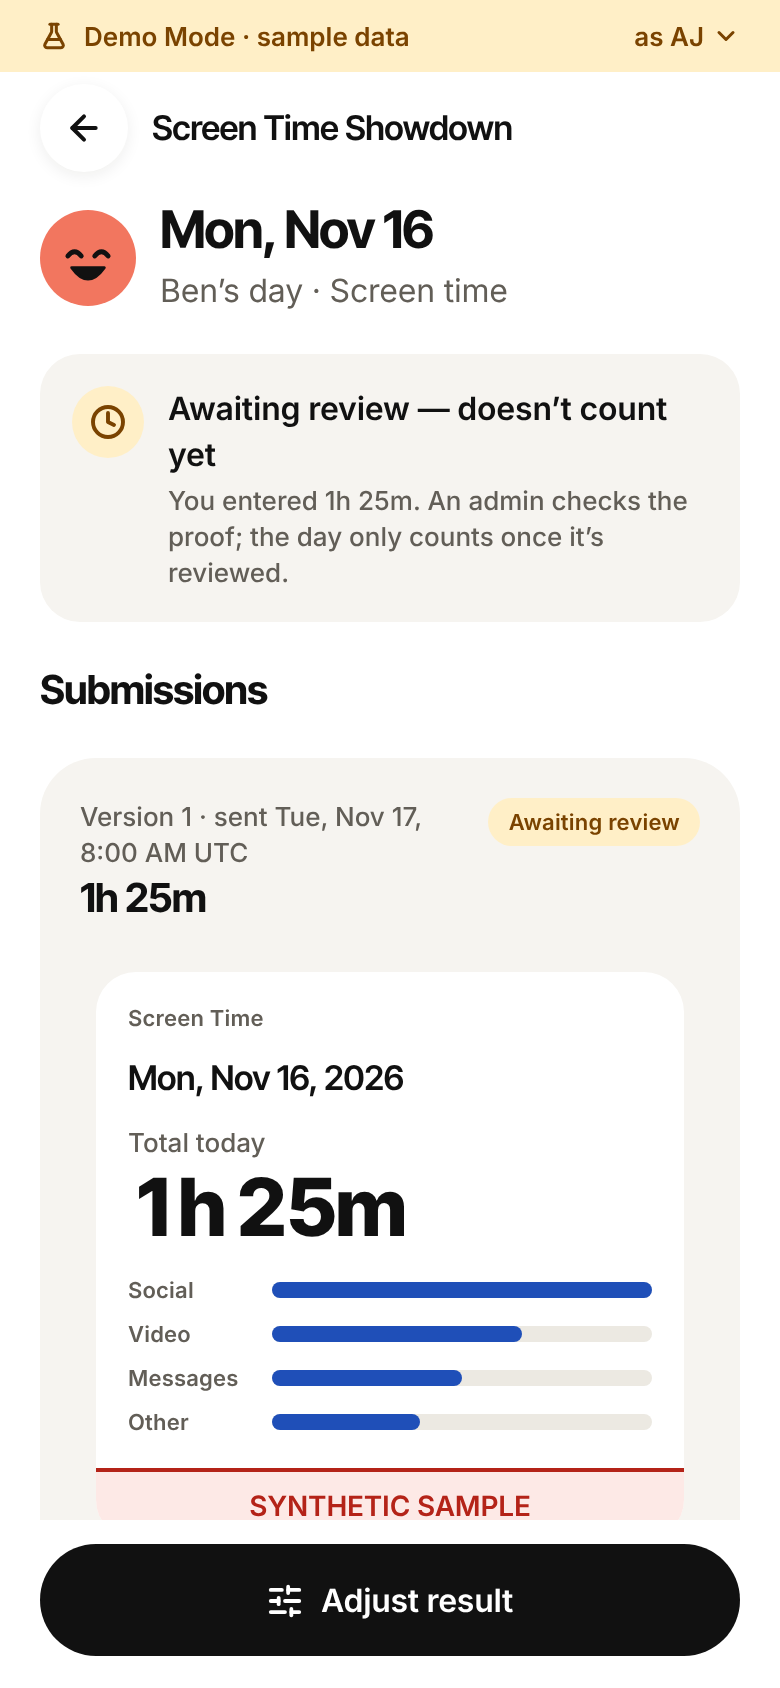 Demo Mode · sample data
as AJ
Screen Time Showdown
Mon, Nov 16
Ben’s day · Screen time
Awaiting review — doesn’t count
yet
You entered 1h 25m. An admin checks the
proof; the day only counts once it’s
reviewed.
Submissions
Version 1 · sent Tue, Nov 17,
8:00 AM UTC
Awaiting review
1h 25m
Screen Time
Mon, Nov 16, 2026
Total today
1h 25m
Social
Video
Messages
Other
SYNTHETIC SAMPLE
Adjust result